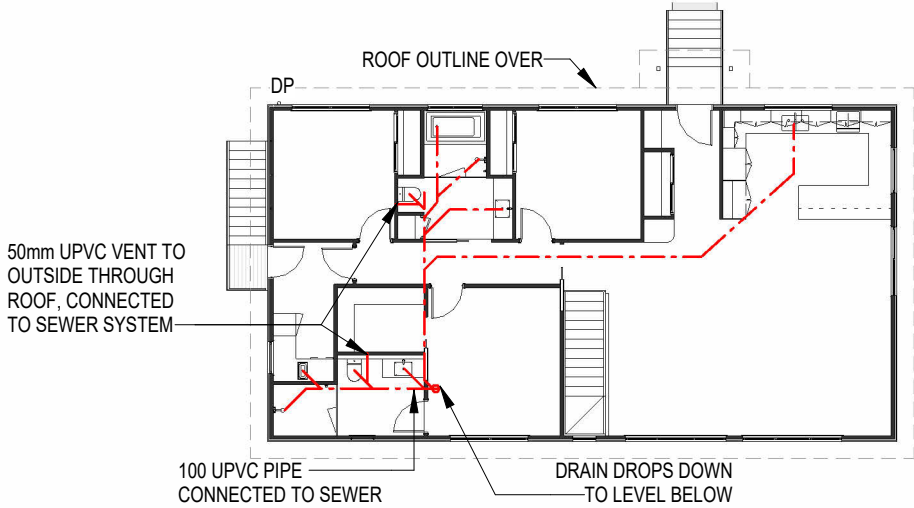 ROOF OUTLINE OVER
DP
50mm UPVC VENT TO
OUTSIDE THROUGH
ROOF, CONNECTED
TO SEWER SYSTEM
100 UPVC PIPE
CONNECTED TO SEWER
DRAIN DROPS DOWN
TO LEVEL BELOW